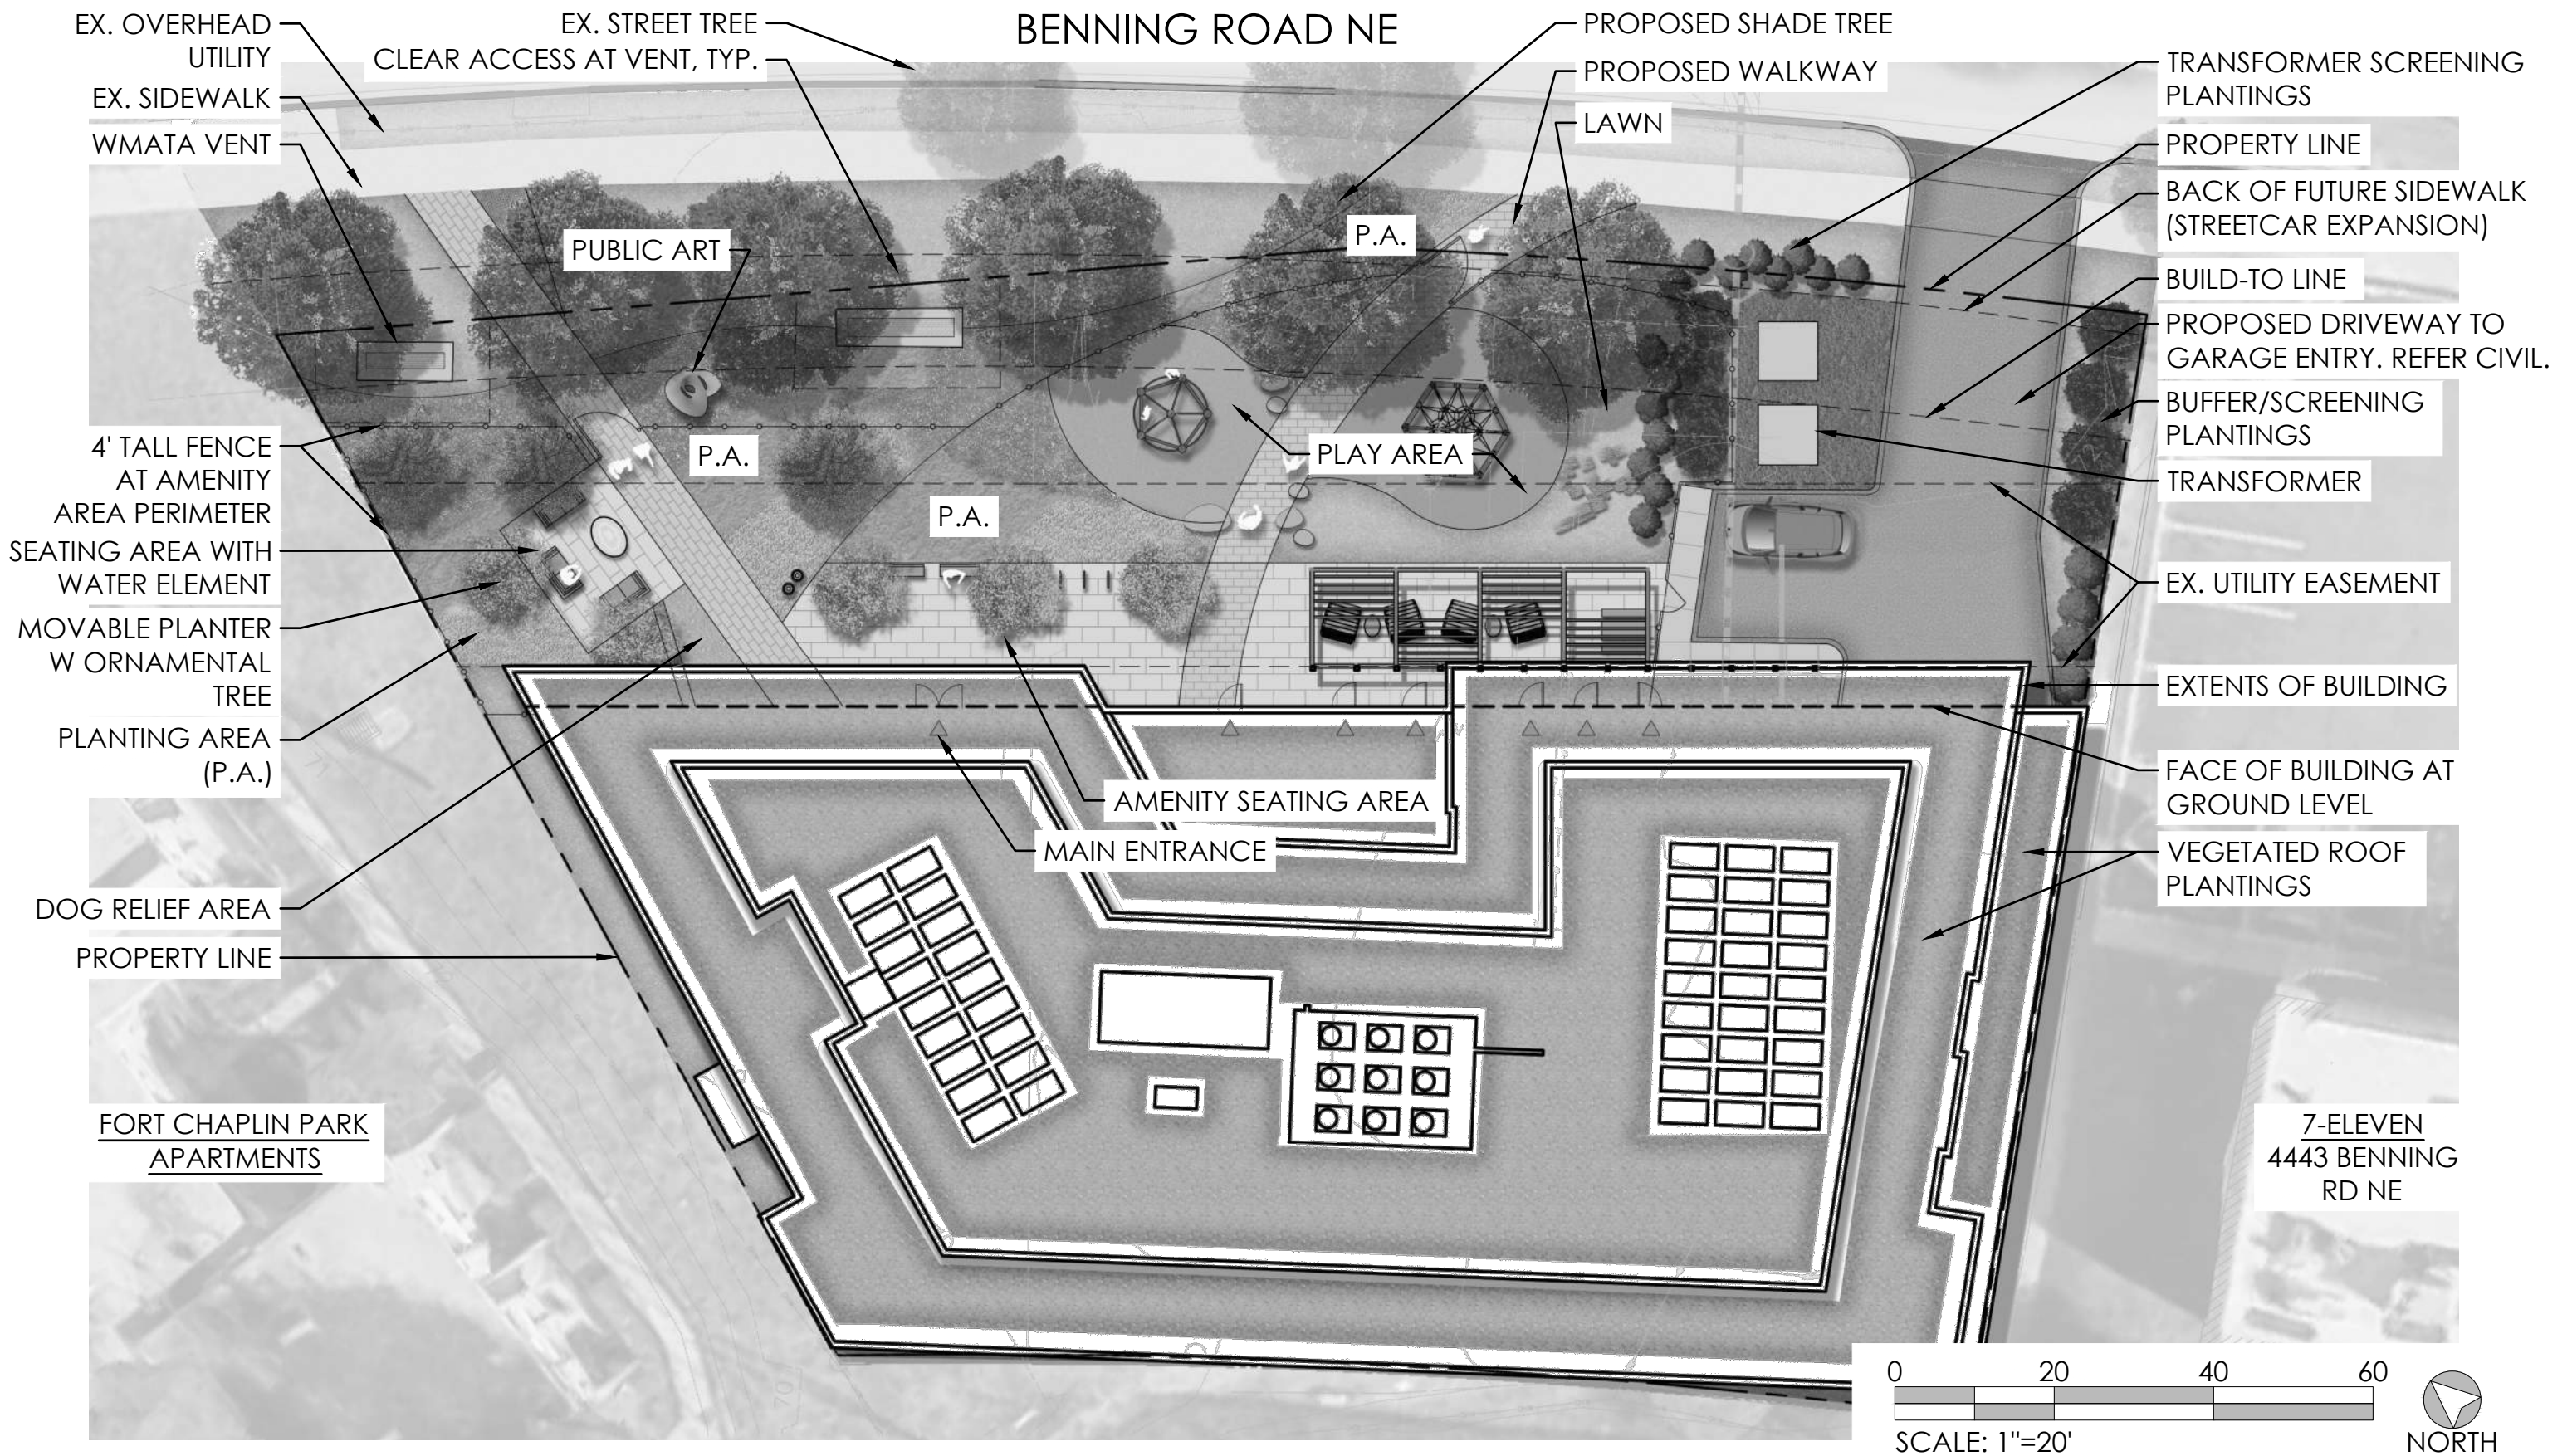 BENNING ROAD NE
EX. OVERHEAD
UTILITY
EX. SIDEWALK
WMATA VENT
EX. STREET TREE
CLEAR ACCESS AT VENT, TYP.
PROPOSED SHADE TREE
PROPOSED WALKWAY
LAWN
TRANSFORMER SCREENING
PLANTINGS
PROPERTY LINE
BACK OF FUTURE SIDEWALK
(STREETCAR EXPANSION)
BUILD-TO LINE
PROPOSED DRIVEWAY TO
GARAGE ENTRY. REFER CIVIL.
BUFFER/SCREENING
PLANTINGS
TRANSFORMER
EX. UTILITY EASEMENT
EXTENTS OF BUILDING
FACE OF BUILDING AT
GROUND LEVEL
VEGETATED ROOF
PLANTINGS
PUBLIC ART
P.A.
P.A.
P.A.
PLAY AREA
4' TALL FENCE
AT AMENITY
AREA PERIMETER
SEATING AREA WITH
WATER ELEMENT
MOVABLE PLANTER
W ORNAMENTAL
TREE
PLANTING AREA
(P.A.)
DOG RELIEF AREA
PROPERTY LINE
AMENITY SEATING AREA
MAIN ENTRANCE
FORT CHAPLIN PARK
APARTMENTS
7-ELEVEN
4443 BENNING
RD NE
0 20 40 60
SCALE: 1"=20'
NORTH